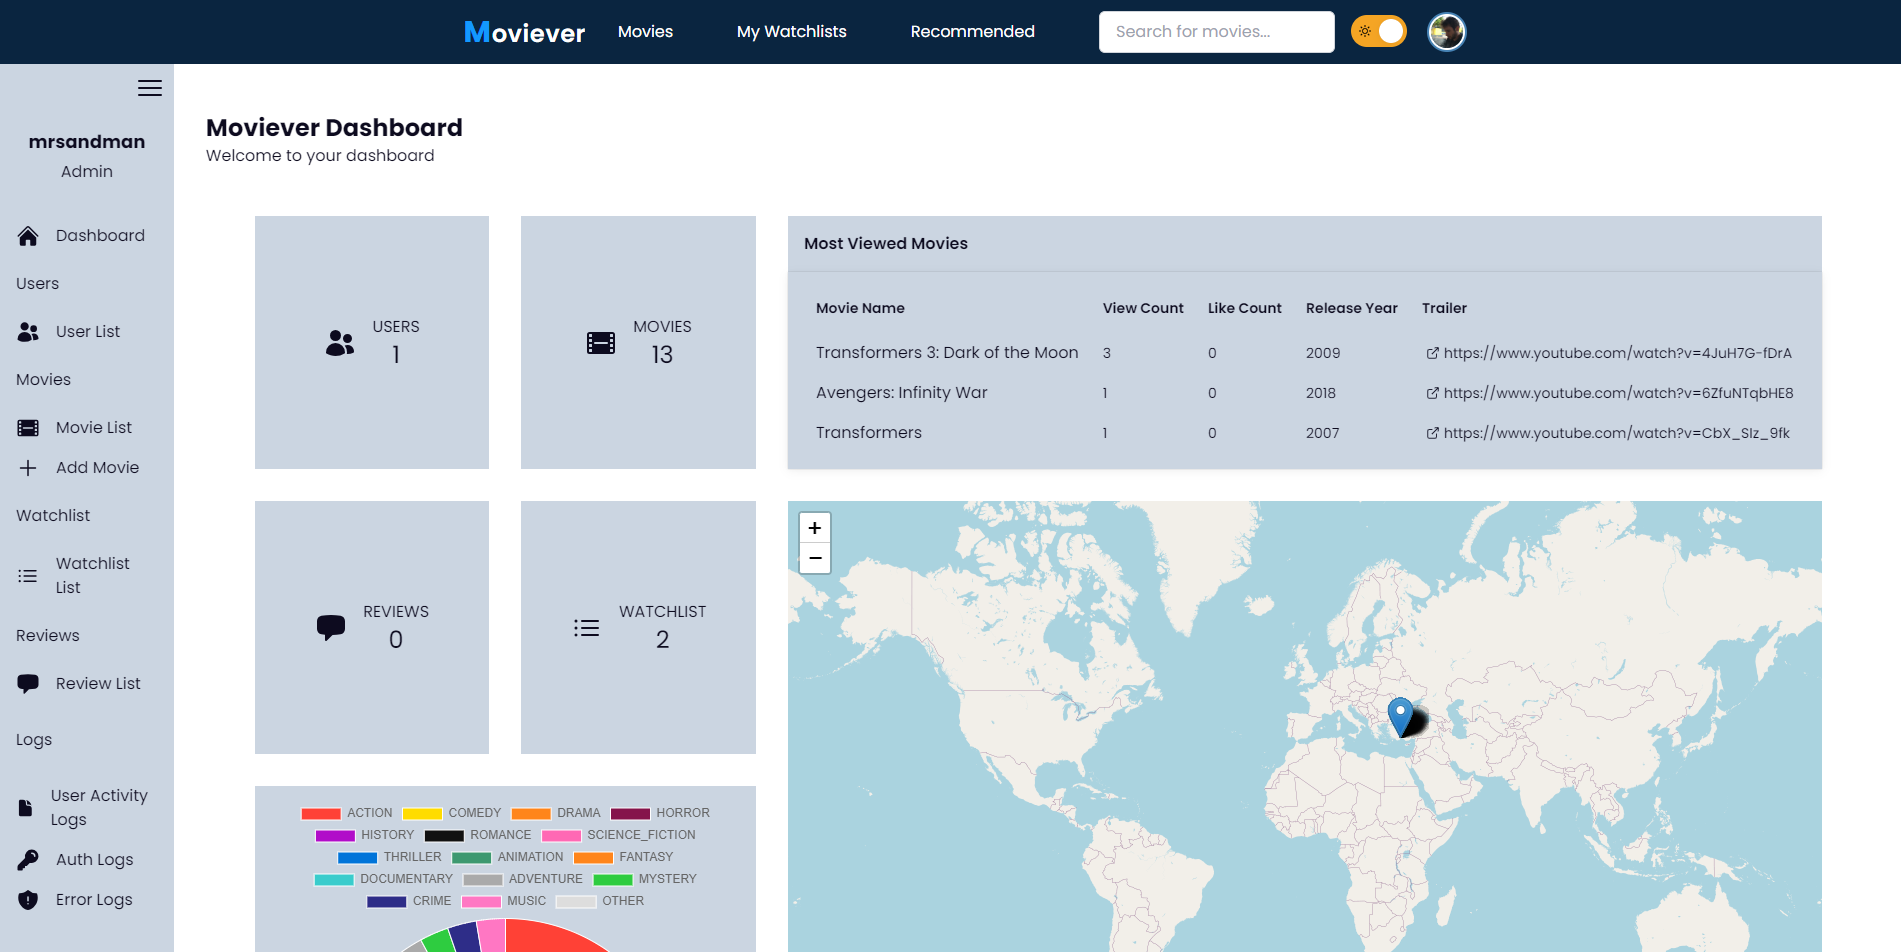 Moviever
Movies
My Watchlists
Recommended
Search for movies...
mrsandman
Admin
Dashboard
Users
User List
Movies
Movie List
Add Movie
Watchlist
Watchlist
List
Reviews
Review List
Logs
User Activity
Logs
Auth Logs
Error Logs
Moviever Dashboard
Welcome to your dashboard
USERS
1
MOVIES
13
Most Viewed Movies
Movie Name View Count Like Count Release Year Trailer
Transformers 3: Dark of the Moon 3 0 2009 https://www.youtube.com/watch?v=4JuH7G-fDrA
Avengers: Infinity War 1 0 2018 https://www.youtube.com/watch?v=6ZfuNTqbHE8
Transformers 1 0 2007 https://www.youtube.com/watch?v=CbX_SIz_9fk
REVIEWS
0
WATCHLIST
2
+
−
ACTION COMEDY DRAMA HORROR
HISTORY ROMANCE SCIENCE_FICTION
THRILLER ANIMATION FANTASY
DOCUMENTARY ADVENTURE MYSTERY
CRIME MUSIC OTHER